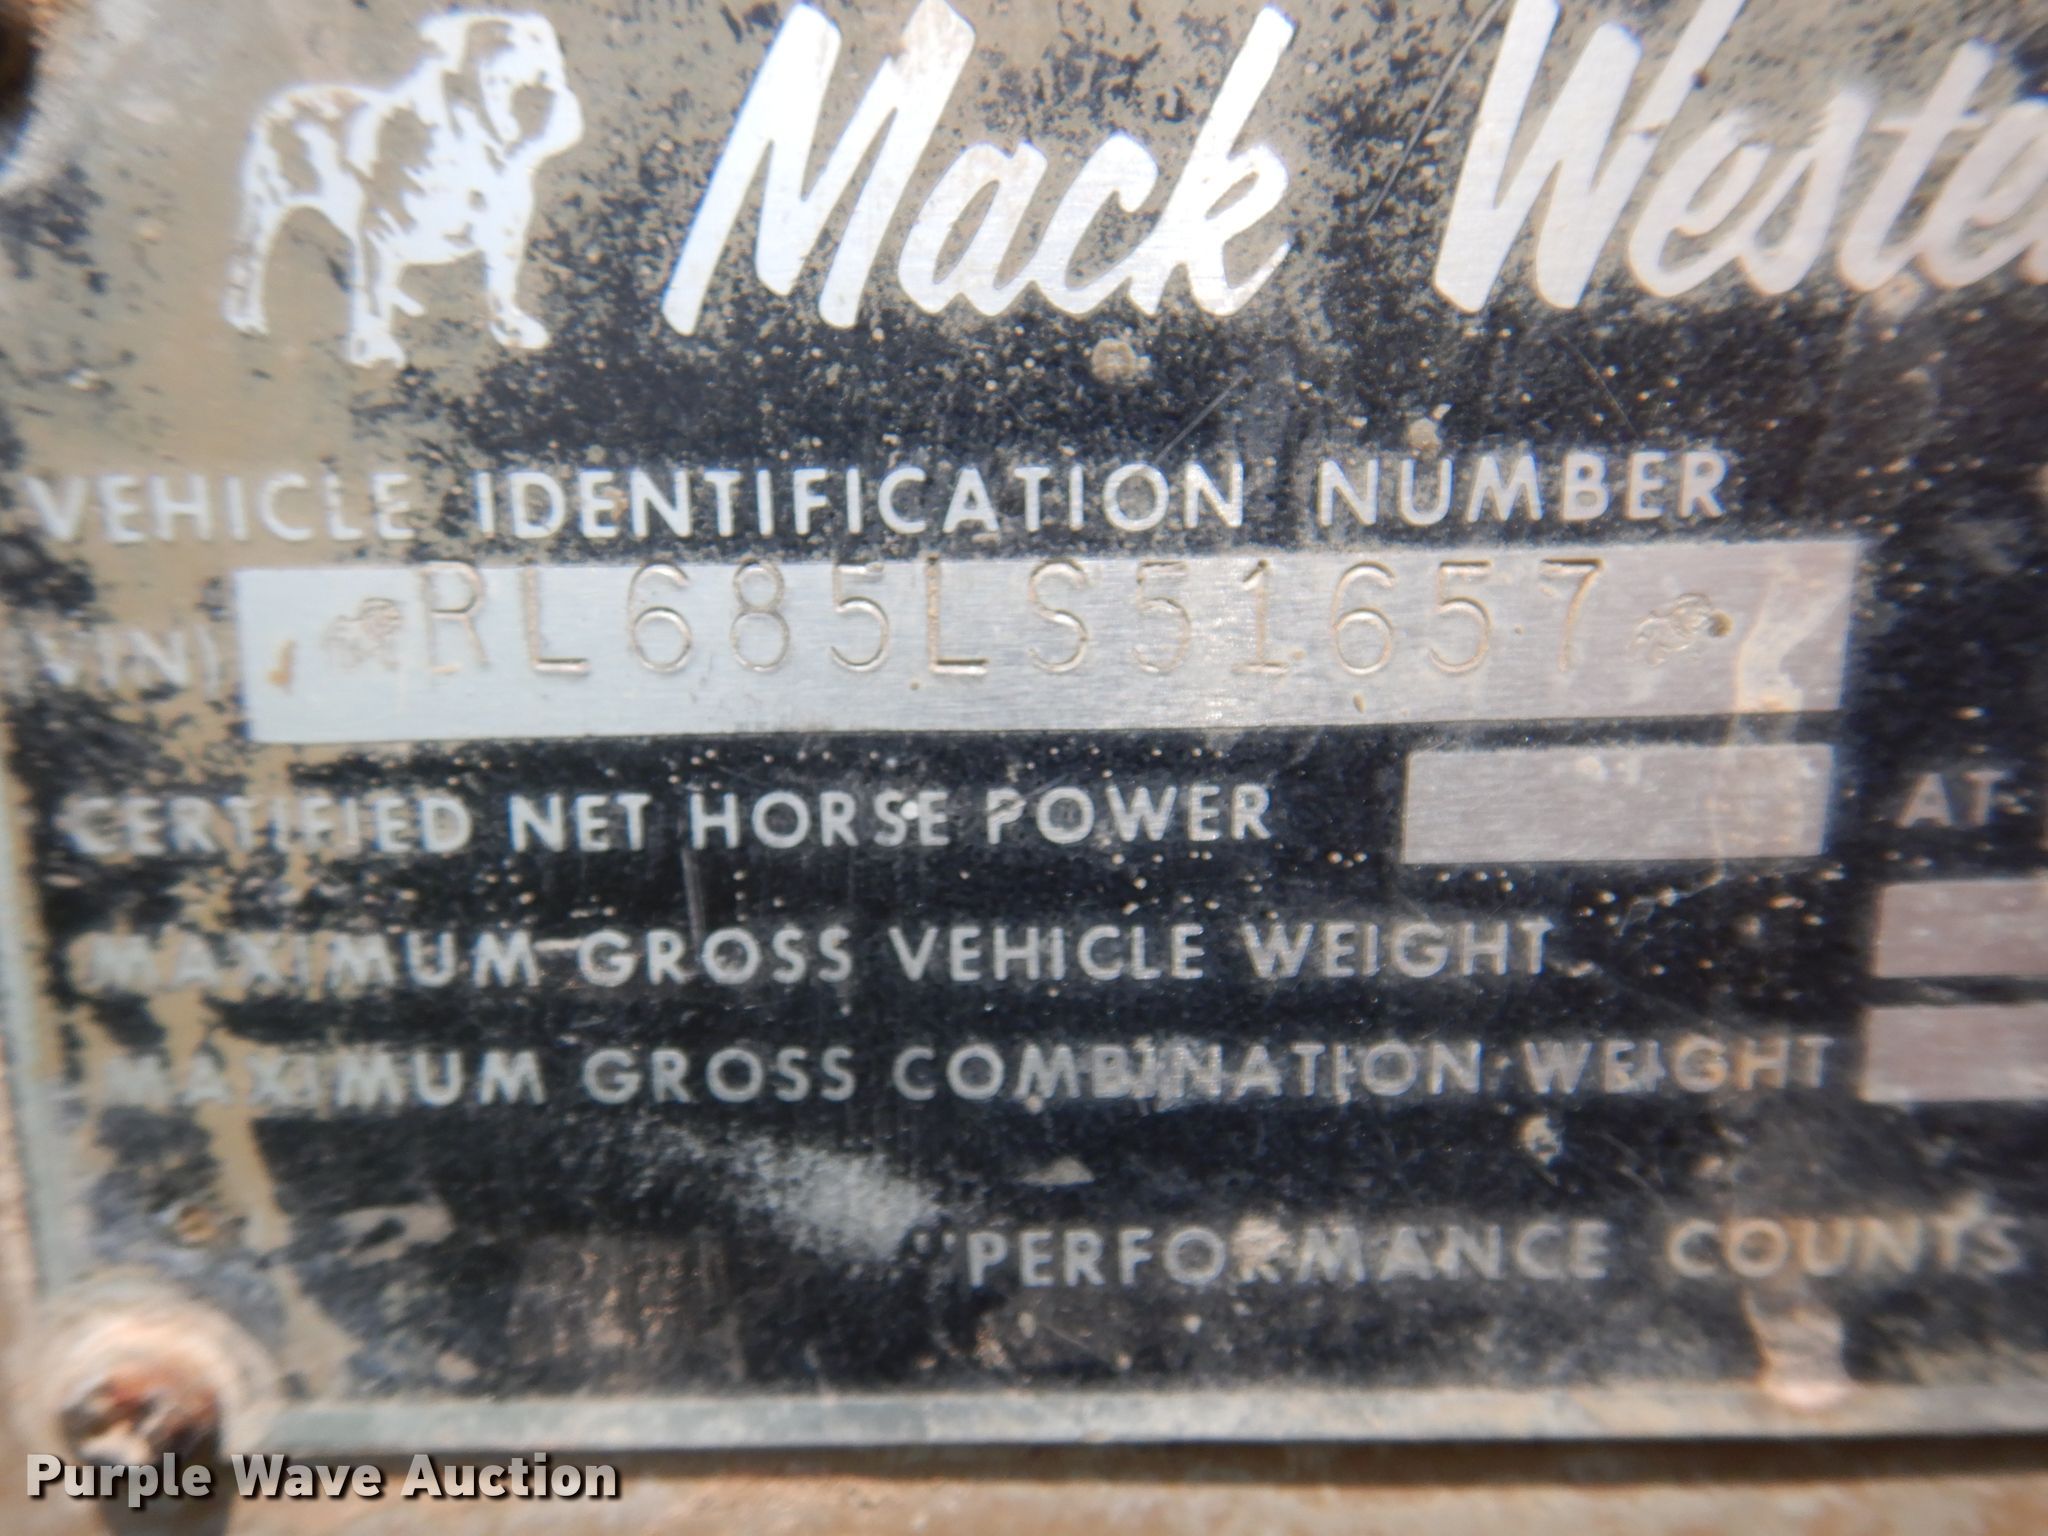 Mack Weste
VEHICLE IDENTIFICATION NUMBER
(VIN) RL685LS51657
CERTIFIED NET HORSE POWER AT
MAXIMUM GROSS VEHICLE WEIGHT
MAXIMUM GROSS COMBINATION WEIGHT
"PERFORMANCE COUNTS
Purple Wave Auction